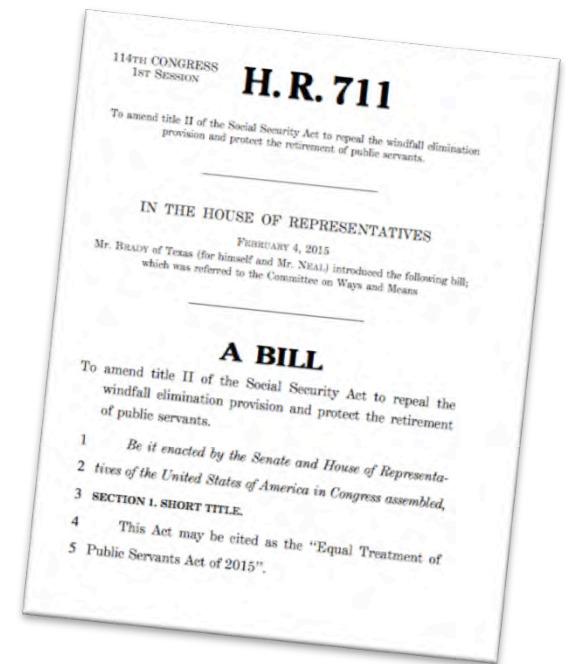 114TH CONGRESS
1ST SESSION
H. R. 711
To amend title II of the Social Security Act to repeal the windfall elimination
provision and protect the retirement of public servants.
IN THE HOUSE OF REPRESENTATIVES
FEBRUARY 4, 2015
Mr. BRADY of Texas (for himself and Mr. NEAL) introduced the following bill;
which was referred to the Committee on Ways and Means
A BILL
To amend title II of the Social Security Act to repeal the
windfall elimination provision and protect the retirement
of public servants.
1 Be it enacted by the Senate and House of Representa-
2 tives of the United States of America in Congress assembled,
3 SECTION 1. SHORT TITLE.
4 This Act may be cited as the “Equal Treatment of
5 Public Servants Act of 2015”.